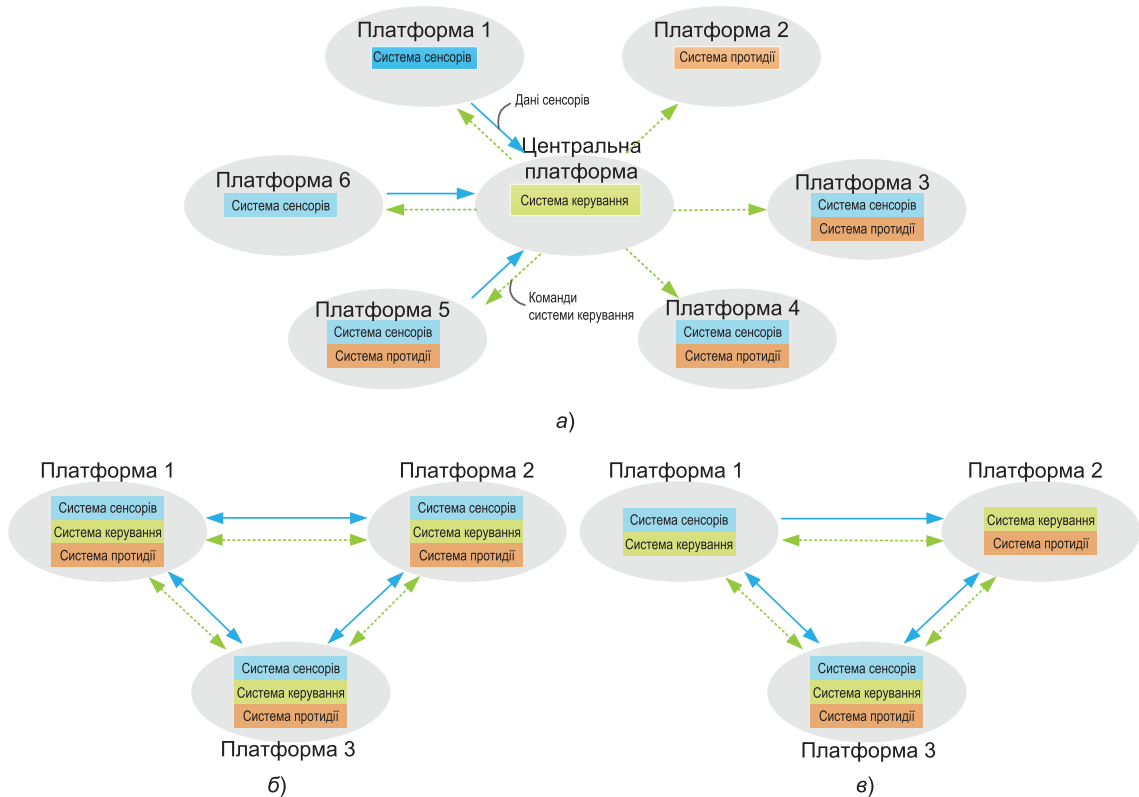 Платформа 1
Система сенсорів
Платформа 2
Система протидії
Дані сенсорів
Центральна
платформа
Система керування
Платформа 6
Система сенсорів
Платформа 3
Система сенсорів
Система протидії
Платформа 5
Система сенсорів
Система протидії
Команди
системи керування
Платформа 4
Система сенсорів
Система протидії
а)
Платформа 1
Система сенсорів
Система керування
Система протидії
Платформа 2
Система сенсорів
Система керування
Система протидії
Система сенсорів
Система керування
Система протидії
Платформа 3
б)
Платформа 1
Система сенсорів
Система керування
Платформа 2
Система керування
Система протидії
Система сенсорів
Система керування
Система протидії
Платформа 3
в)